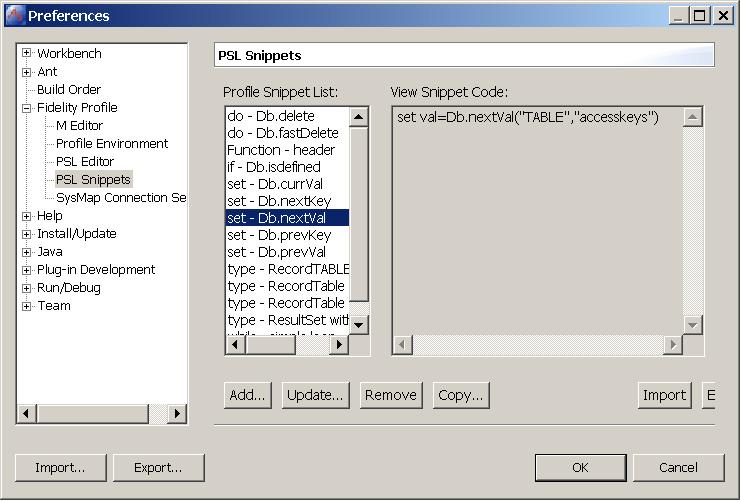 Preferences
Workbench
Ant
Build Order
Fidelity Profile
M Editor
Profile Environment
PSL Editor
PSL Snippets
SysMap Connection Se
Help
Install/Update
Java
Plug-in Development
Run/Debug
Team
PSL Snippets
Profile Snippet List:
do - Db.delete
do - Db.fastDelete
Function - header
if - Db.isdefined
set - Db.currVal
set - Db.nextKey
set - Db.nextVal
set - Db.prevKey
set - Db.prevVal
type - RecordTABLE
type - RecordTable
type - RecordTable
type - ResultSet wit
View Snippet Code:
set val=Db.nextVal("TABLE","accesskeys")
Add...
Update...
Remove
Copy...
Import
E
Import...
Export...
OK
Cancel